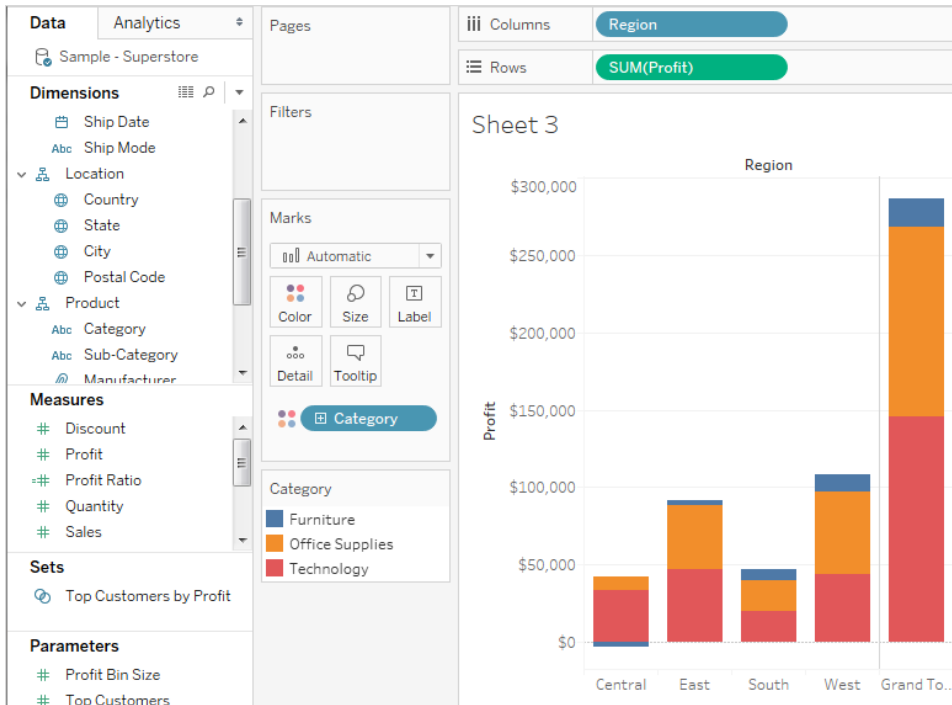 Data Analytics
Sample - Superstore
Dimensions
Ship Date
Abc Ship Mode
Location
Country
State
City
Postal Code
Product
Abc Category
Abc Sub-Category
Manufacturer
Measures
# Discount
# Profit
=# Profit Ratio
# Quantity
# Sales
Sets
Top Customers by Profit
Parameters
# Profit Bin Size
# Top Customers
Pages
Filters
Marks
Automatic
Color Size T Label
Detail Tooltip
Category
Category
Furniture
Office Supplies
Technology
iii Columns Region
Rows SUM(Profit)
Sheet 3
Region
Profit
$300,000
$250,000
$200,000
$150,000
$100,000
$50,000
$0
Central East South West Grand To...